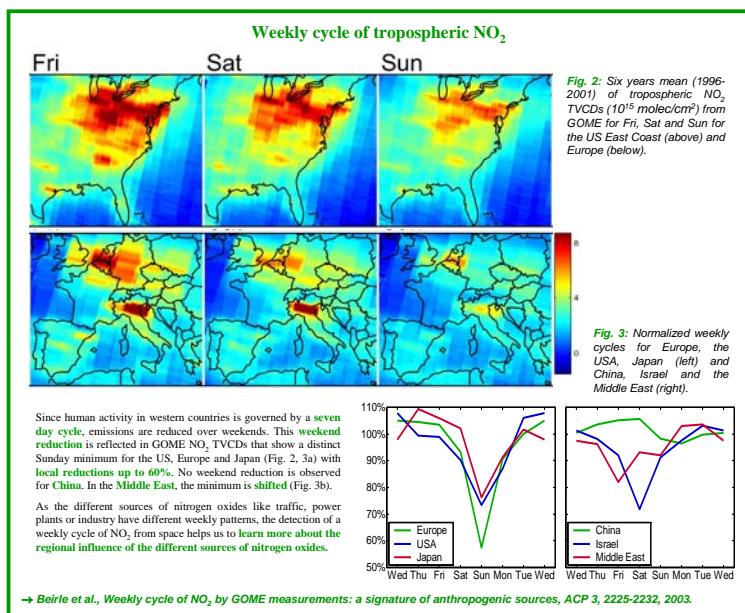 Weekly cycle of tropospheric NO2
Fri
Sat
Sun
Fig. 2: Six years mean (1996-
2001) of tropospheric NO2
TVCDs (10^15 molec/cm²) from
GOME for Fri, Sat and Sun for
the US East Coast (above) and
Europe (below).
8
6
4
2
0
Fig. 3: Normalized weekly
cycles for Europe, the
USA, Japan (left) and
China, Israel and the
Middle East (right).
Since human activity in western countries is governed by a seven
day cycle, emissions are reduced over weekends. This weekend
reduction is reflected in GOME NO2 TVCDs that show a distinct
Sunday minimum for the US, Europe and Japan (Fig. 2, 3a) with
local reductions up to 60%. No weekend reduction is observed
for China. In the Middle East, the minimum is shifted (Fig. 3b).
As the different sources of nitrogen oxides like traffic, power
plants or industry have different weekly patterns, the detection of a
weekly cycle of NO2 from space helps us to learn more about the
regional influence of the different sources of nitrogen oxides.
110%
100%
90%
80%
70%
60%
50%
Europe
USA
Japan
Wed Thu Fri Sat Sun Mon Tue Wed
China
Israel
Middle East
Wed Thu Fri Sat Sun Mon Tue Wed
→ Beirle et al., Weekly cycle of NO2 by GOME measurements: a signature of anthropogenic sources, ACP 3, 2225-2232, 2003.